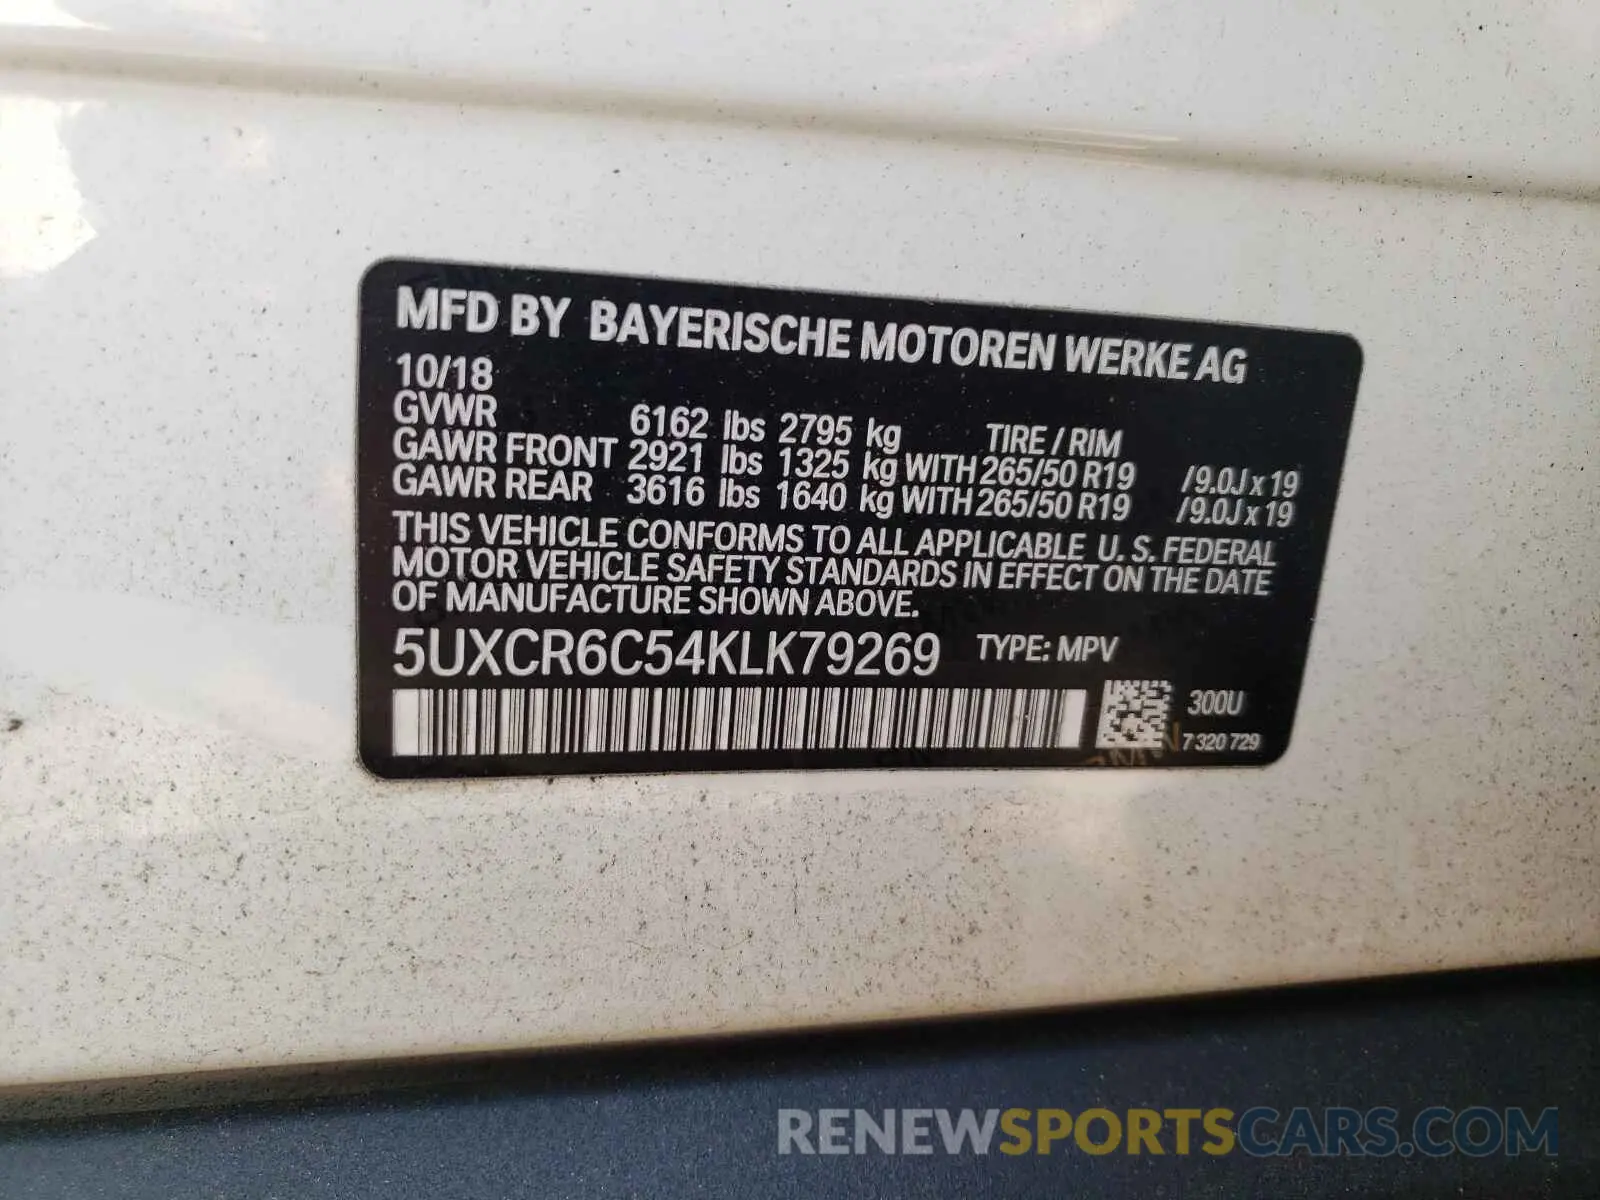 MFD BY BAYERISCHE MOTOREN WERKE AG
10/18
GVWR 6162 lbs 2795 kg TIRE / RIM
GAWR FRONT 2921 lbs 1325 kg WITH 265/50 R19 /9.0J x 19
GAWR REAR 3616 lbs 1640 kg WITH 265/50 R19 /9.0J x 19
THIS VEHICLE CONFORMS TO ALL APPLICABLE U. S. FEDERAL
MOTOR VEHICLE SAFETY STANDARDS IN EFFECT ON THE DATE
OF MANUFACTURE SHOWN ABOVE.
5UXCR6C54KLK79269 TYPE: MPV
300U
7 320 729
RENEWSPORTSCARS.COM